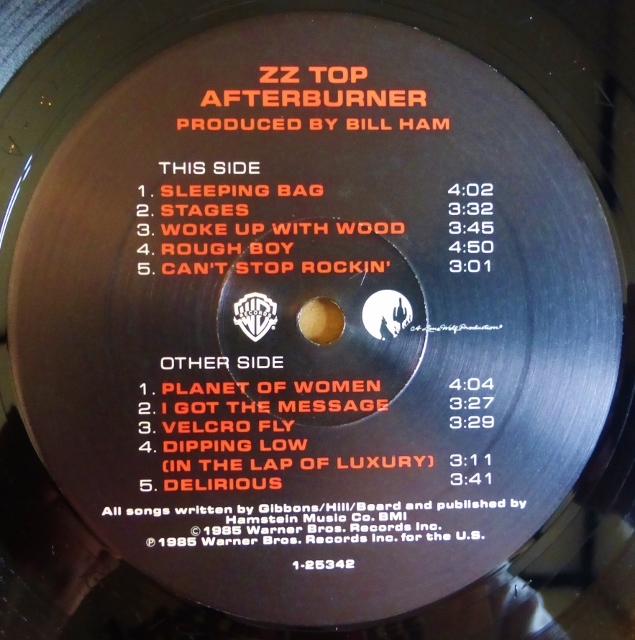 ZZ TOP
AFTERBURNER
PRODUCED BY BILL HAM
THIS SIDE
1. SLEEPING BAG 4:02
2. STAGES 3:32
3. WOKE UP WITH WOOD 3:45
4. ROUGH BOY 4:50
5. CAN'T STOP ROCKIN' 3:01
RECORDS
A Lone Wolf Production®
OTHER SIDE
1. PLANET OF WOMEN 4:04
2. I GOT THE MESSAGE 3:27
3. VELCRO FLY 3:29
4. DIPPING LOW
(IN THE LAP OF LUXURY) 3:11
5. DELIRIOUS 3:41
All songs written by Gibbons/Hill/Beard and published by
Hamstein Music Co. BMI
©1985 Warner Bros. Records Inc.
℗1985 Warner Bros. Records Inc. for the U.S.
1-25342